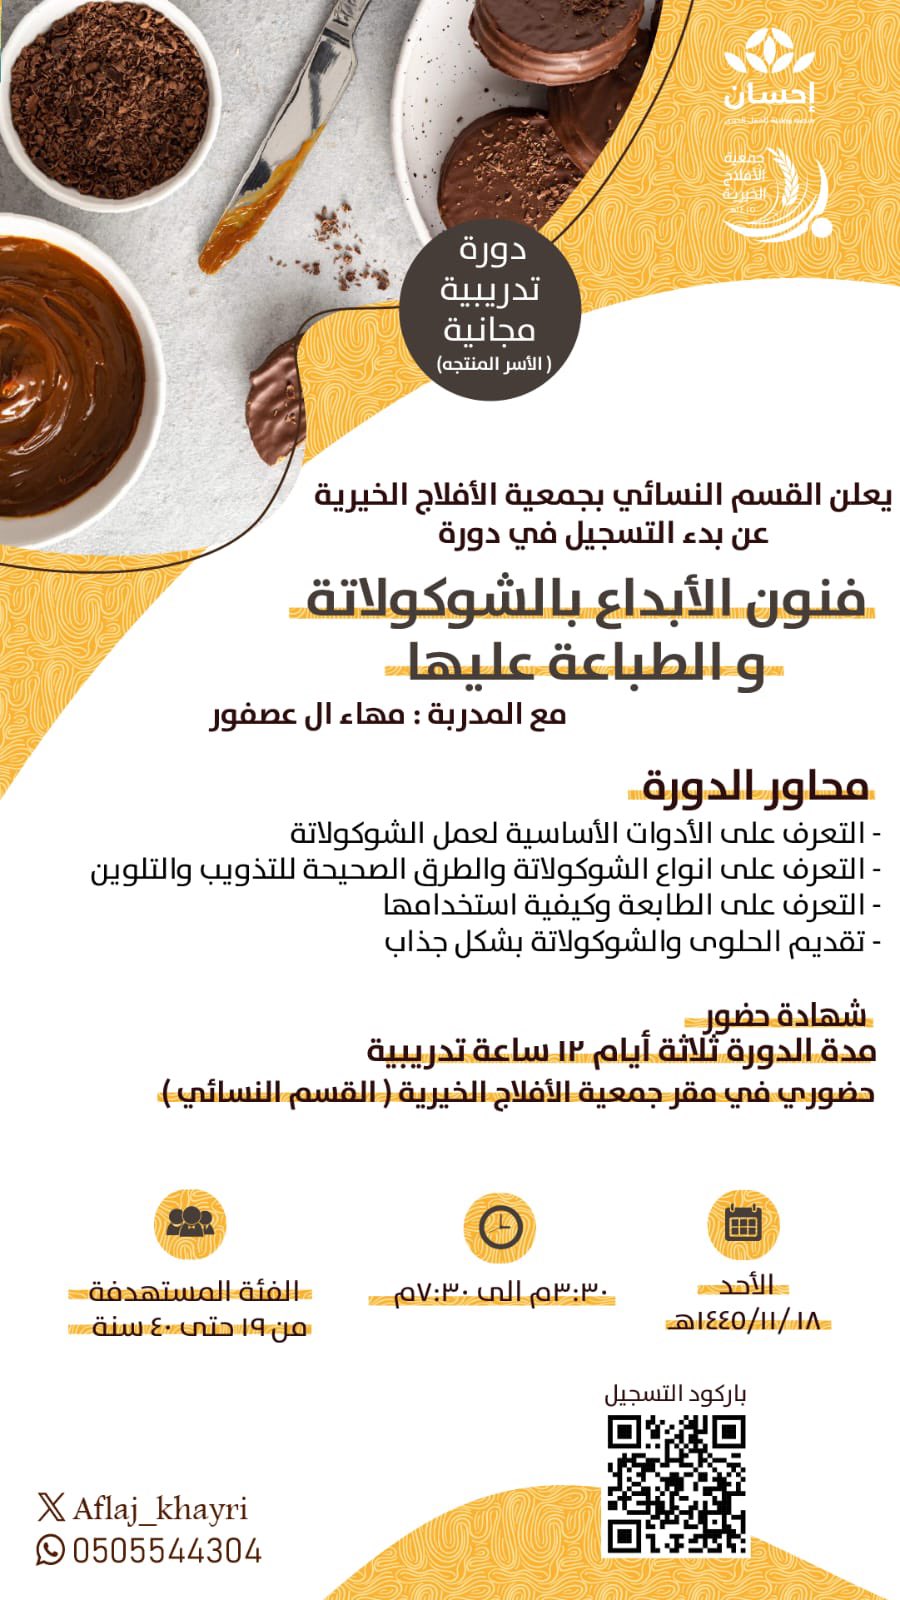 إحسان
جمعية
الأفلاج
الخيرية
دورة
تدريبية
مجانية
(الأسر المنتجه)
يعلن القسم النسائي بجمعية الأفلاج الخيرية
عن بدء التسجيل في دورة
فنون الأبداع بالشوكولاتة
و الطباعة عليها
مع المدربة : مهاء ال عصفور
محاور الدورة
- التعرف على الأدوات الأساسية لعمل الشوكولاتة
- التعرف على انواع الشوكولاتة والطرق الصحيحة للتذويب والتلوين
- التعرف على الطابعة وكيفية استخدامها
- تقديم الحلوى والشوكولاتة بشكل جذاب
شهادة حضور
مدة الدورة ثلاثة أيام ١٢ ساعة تدريبية
حضوري في مقر جمعية الأفلاج الخيرية ( القسم النسائي )
الأحد
١٤٤٥/١١/١٨هـ
٣:٣٠م الى ٧:٣٠م
الفئة المستهدفة
من ١٩ حتى ٤٠ سنة
باركود التسجيل
Aflaj_khayri
0505544304